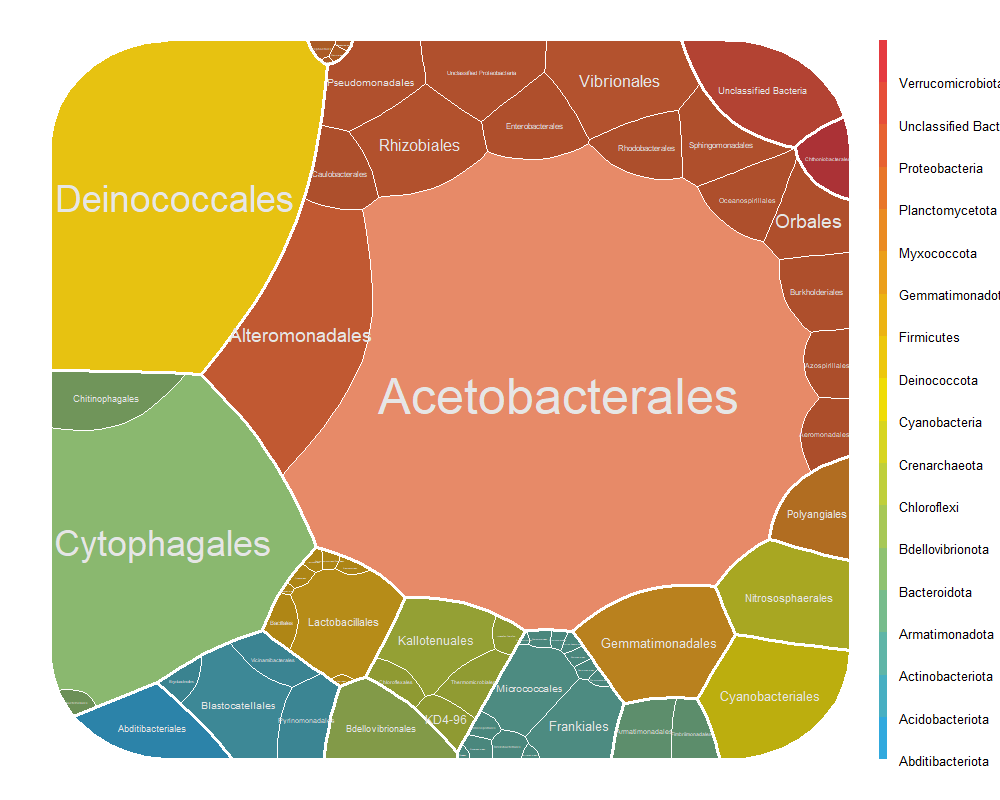 Pseudomonadales
Unclassified Proteobacteria
Vibrionales
Unclassified Bacteria
Enterobacterales
Rhizobiales
Rhodobacterales
Sphingomonadales
Chthoniobacterales
Caulobacterales
Deinococcales
Oceanospirillales
Orbales
Burkholderiales
Alteromonadales
Azospirillales
Acetobacterales
Chitinophagales
Aeromonadales
Polyangiales
Cytophagales
Nitrososphaerales
Bacillales
Lactobacillales
Kallotenuales
Gemmatimonadales
Vicinamibacterales
Chloroflexales
Thermomicrobiales
Micrococcales
Cyanobacteriales
Blastocatellales
Pyrinomonadales
KD4-96
Frankiales
Abditibacteriales
Bdellovibrionales
Armatimonadales
Verrucomicrobiota
Unclassified Bact
Proteobacteria
Planctomycetota
Myxococcota
Gemmatimonadot
Firmicutes
Deinococcota
Cyanobacteria
Crenarchaeota
Chloroflexi
Bdellovibrionota
Bacteroidota
Armatimonadota
Actinobacteriota
Acidobacteriota
Abditibacteriota